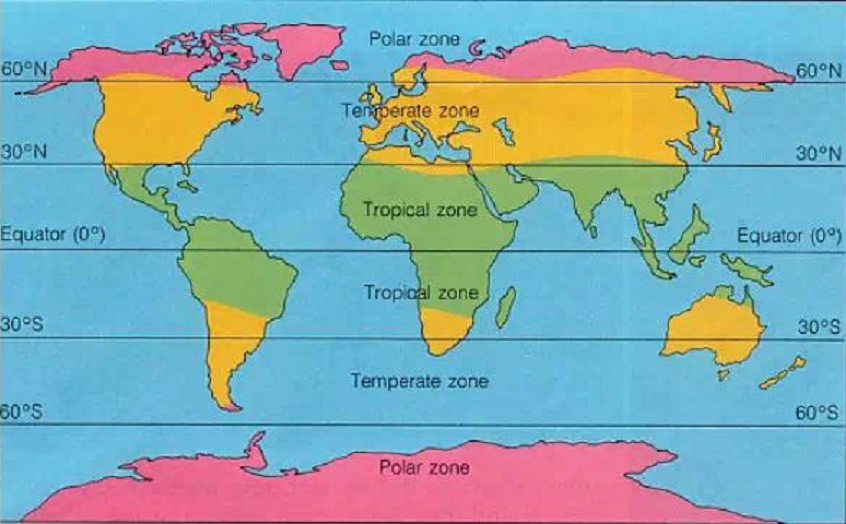 Polar zone
60°N 60°N
Temperate zone
30°N 30°N
Tropical zone
Equator (0°) Equator (0°)
Tropical zone
30°S 30°S
Temperate zone
60°S 60°S
Polar zone